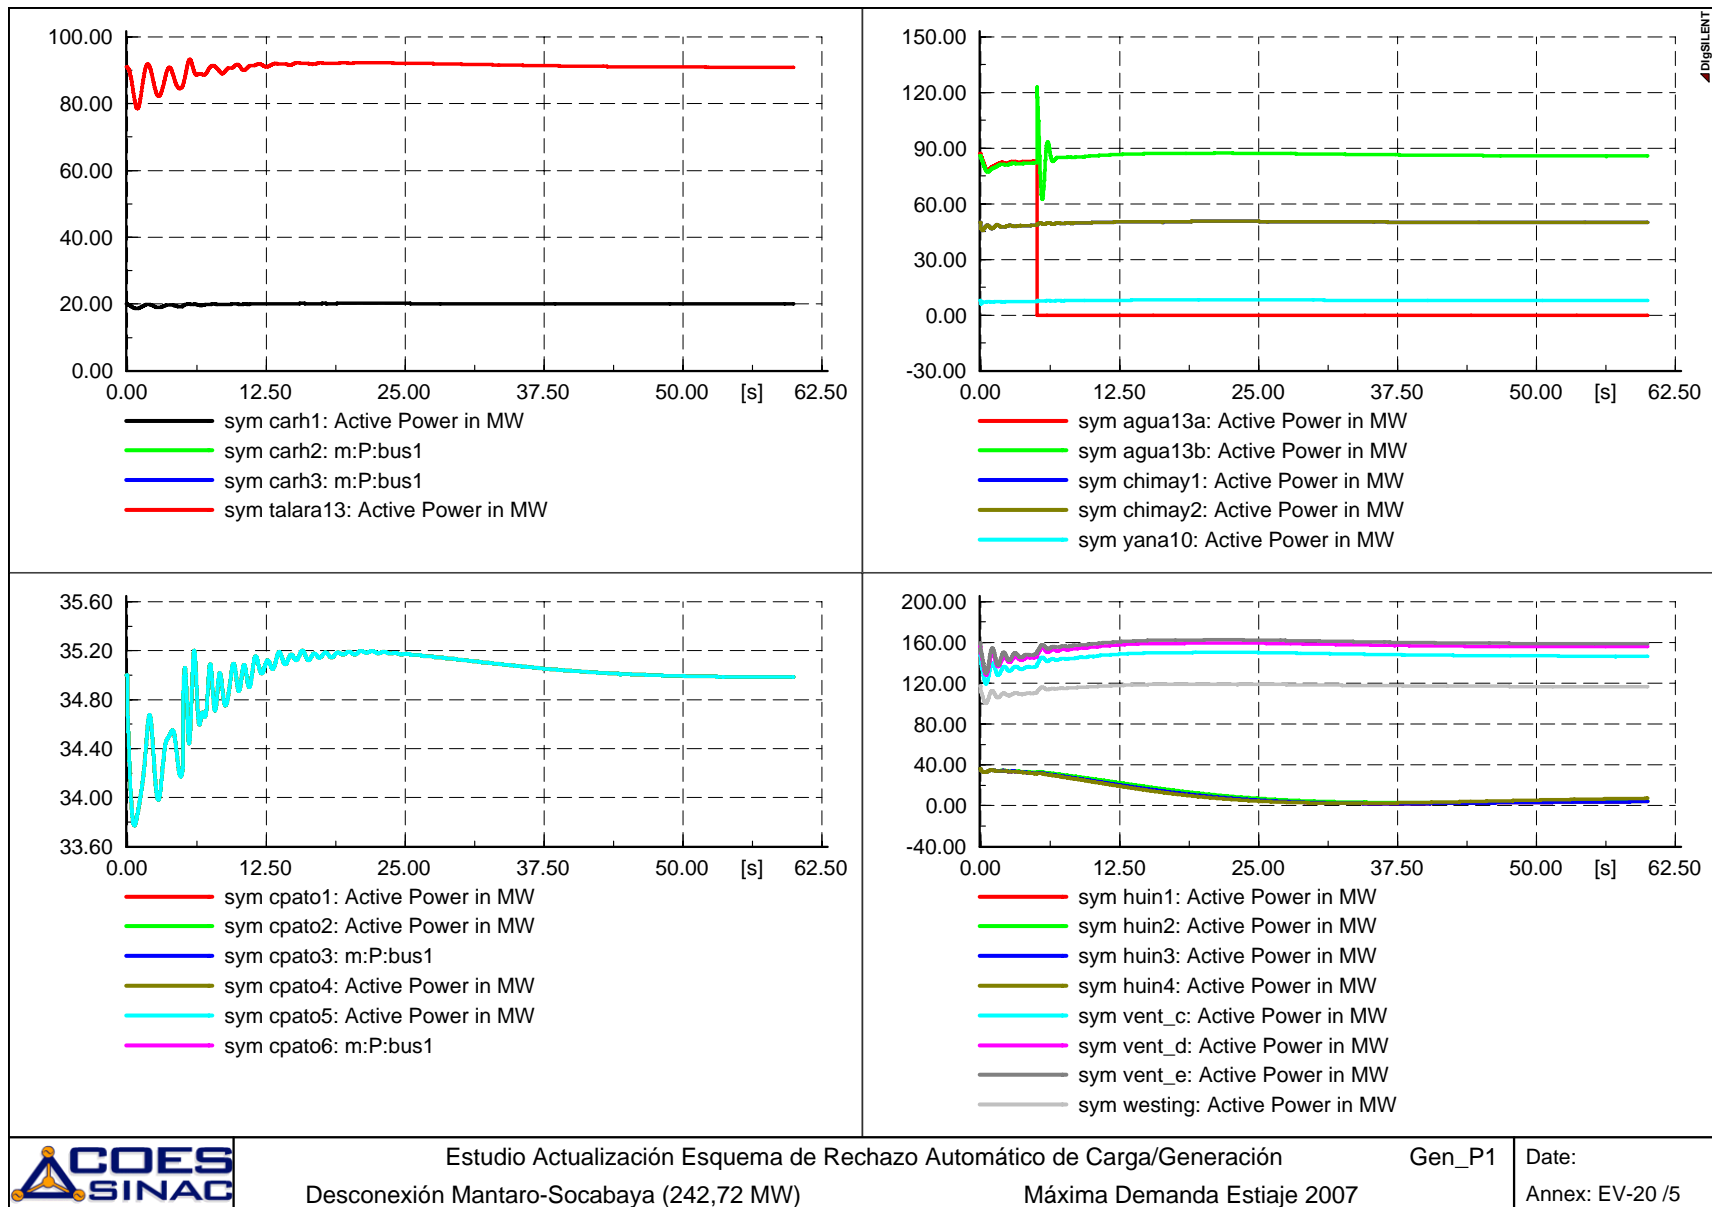 100.00
80.00
60.00
40.00
20.00
0.00
0.00 12.50 25.00 37.50 50.00 [s] 62.50
sym carh1: Active Power in MW
sym carh2: m:P:bus1
sym carh3: m:P:bus1
sym talara13: Active Power in MW
150.00
120.00
90.00
60.00
30.00
0.00
-30.00
0.00 12.50 25.00 37.50 50.00 [s] 62.50
sym agua13a: Active Power in MW
sym agua13b: Active Power in MW
sym chimay1: Active Power in MW
sym chimay2: Active Power in MW
sym yana10: Active Power in MW
DIgSILENT
35.60
35.20
34.80
34.40
34.00
33.60
0.00 12.50 25.00 37.50 50.00 [s] 62.50
sym cpato1: Active Power in MW
sym cpato2: Active Power in MW
sym cpato3: m:P:bus1
sym cpato4: Active Power in MW
sym cpato5: Active Power in MW
sym cpato6: m:P:bus1
200.00
160.00
120.00
80.00
40.00
0.00
-40.00
0.00 12.50 25.00 37.50 50.00 [s] 62.50
sym huin1: Active Power in MW
sym huin2: Active Power in MW
sym huin3: Active Power in MW
sym huin4: Active Power in MW
sym vent_c: Active Power in MW
sym vent_d: Active Power in MW
sym vent_e: Active Power in MW
sym westing: Active Power in MW
COES
SINAC
Estudio Actualización Esquema de Rechazo Automático de Carga/Generación Gen_P1
Desconexión Mantaro-Socabaya (242,72 MW) Máxima Demanda Estiaje 2007
Date:
Annex: EV-20 /5